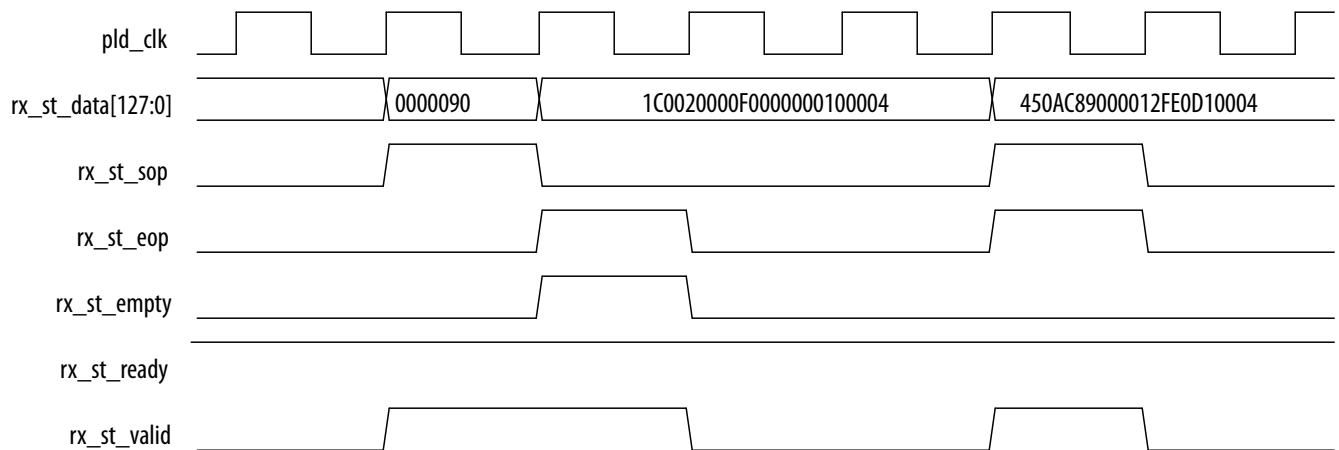 pld_clk
rx_st_data[127:0] 0000090 1C0020000F0000000100004 450AC89000012FE0D10004
rx_st_sop
rx_st_eop
rx_st_empty
rx_st_ready
rx_st_valid